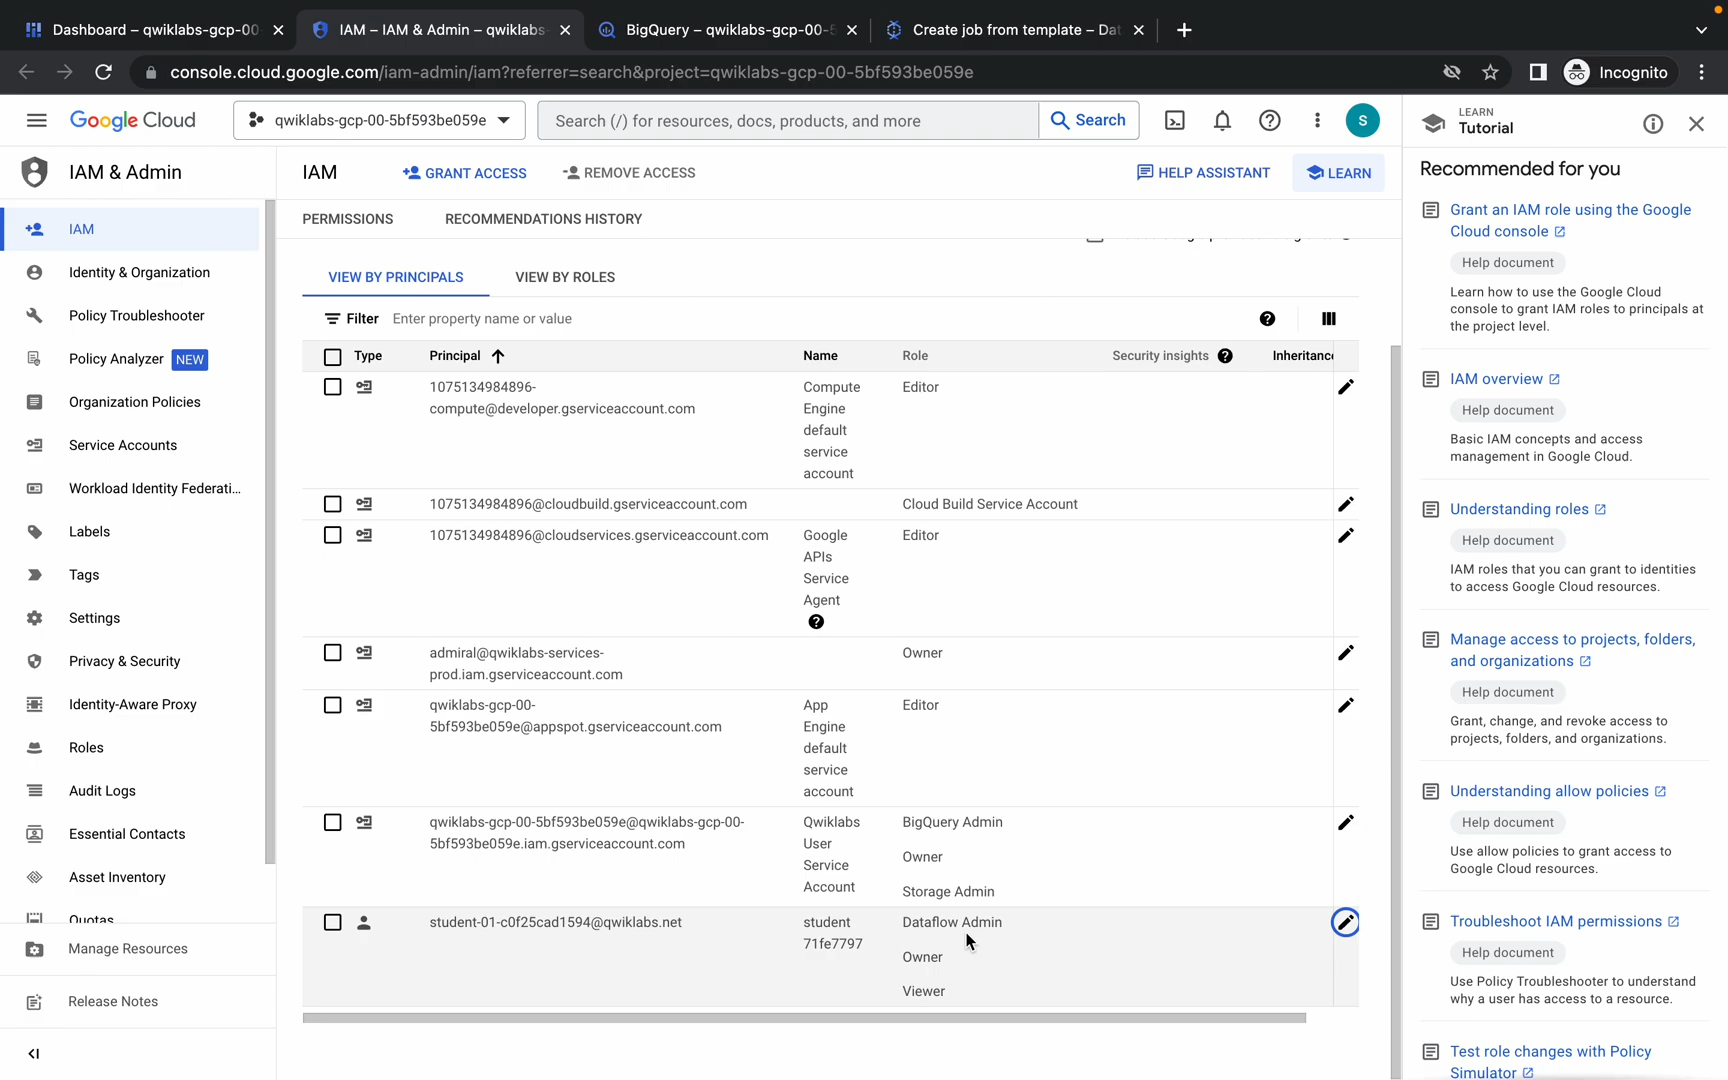 Dashboard – qwiklabs-gcp-00
IAM – IAM & Admin – qwiklabs-
BigQuery – qwiklabs-gcp-00-5
Create job from template – Dat
console.cloud.google.com/iam-admin/iam?referrer=search&project=qwiklabs-gcp-00-5bf593be059e
Incognito
Google Cloud
qwiklabs-gcp-00-5bf593be059e
Search (/) for resources, docs, products, and more
Search
S
LEARN
Tutorial
IAM & Admin
IAM
GRANT ACCESS
REMOVE ACCESS
HELP ASSISTANT
LEARN
IAM
Identity & Organization
Policy Troubleshooter
Policy Analyzer NEW
Organization Policies
Service Accounts
Workload Identity Federati...
Labels
Tags
Settings
Privacy & Security
Identity-Aware Proxy
Roles
Audit Logs
Essential Contacts
Asset Inventory
Quotas
Manage Resources
Release Notes
PERMISSIONS
RECOMMENDATIONS HISTORY
VIEW BY PRINCIPALS
VIEW BY ROLES
Filter Enter property name or value
Type Principal Name Role Security insights Inheritance
1075134984896-
compute@developer.gserviceaccount.com
Compute
Engine
default
service
account
Editor
1075134984896@cloudbuild.gserviceaccount.com
Cloud Build Service Account
1075134984896@cloudservices.gserviceaccount.com
Google
APIs
Service
Agent
Editor
admiral@qwiklabs-services-
prod.iam.gserviceaccount.com
Owner
qwiklabs-gcp-00-
5bf593be059e@appspot.gserviceaccount.com
App
Engine
default
service
account
Editor
qwiklabs-gcp-00-5bf593be059e@qwiklabs-gcp-00-
5bf593be059e.iam.gserviceaccount.com
Qwiklabs
User
Service
Account
BigQuery Admin
Owner
Storage Admin
student-01-c0f25cad1594@qwiklabs.net
student
71fe7797
Dataflow Admin
Owner
Viewer
Recommended for you
Grant an IAM role using the Google
Cloud console
Help document
Learn how to use the Google Cloud
console to grant IAM roles to principals at
the project level.
IAM overview
Help document
Basic IAM concepts and access
management in Google Cloud.
Understanding roles
Help document
IAM roles that you can grant to identities
to access Google Cloud resources.
Manage access to projects, folders,
and organizations
Help document
Grant, change, and revoke access to
projects, folders, and organizations.
Understanding allow policies
Help document
Use allow policies to grant access to
Google Cloud resources.
Troubleshoot IAM permissions
Help document
Use Policy Troubleshooter to understand
why a user has access to a resource.
Test role changes with Policy
Simulator